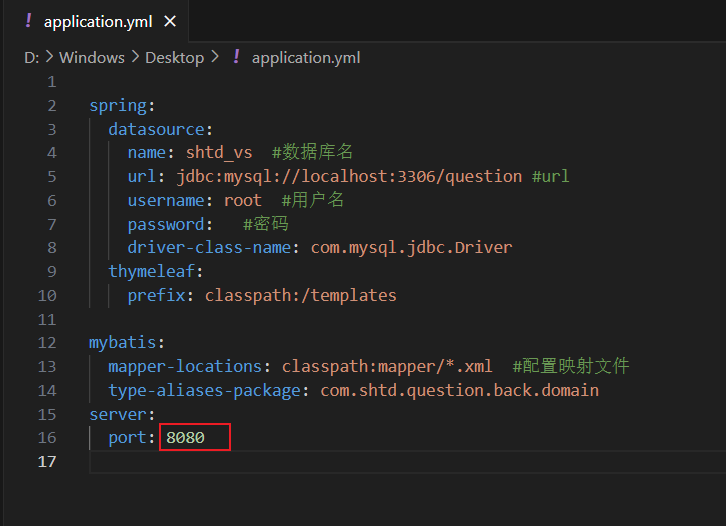 ! application.yml ×
D: > Windows > Desktop > ! application.yml
1
2 spring:
3 datasource:
4 name: shtd_vs #数据库名
5 url: jdbc:mysql://localhost:3306/question #url
6 username: root #用户名
7 password: #密码
8 driver-class-name: com.mysql.jdbc.Driver
9 thymeleaf:
10 prefix: classpath:/templates
11
12 mybatis:
13 mapper-locations: classpath:mapper/*.xml #配置映射文件
14 type-aliases-package: com.shtd.question.back.domain
15 server:
16 port: 8080
17